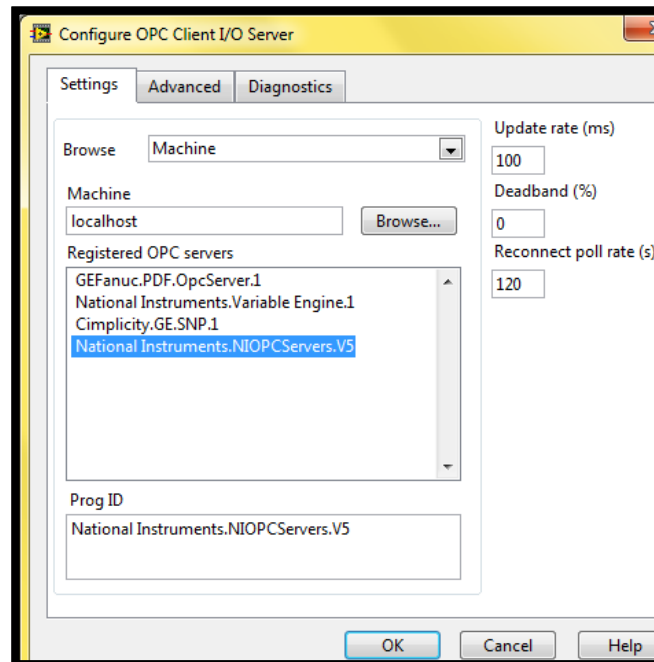 Configure OPC Client I/O Server
Settings
Advanced
Diagnostics
Browse
Machine
Machine
localhost
Browse...
Registered OPC servers
GEFanuc.PDF.OpcServer.1
National Instruments.Variable Engine.1
Cimplicity.GE.SNP.1
National Instruments.NIOPCServers.V5
Prog ID
National Instruments.NIOPCServers.V5
Update rate (ms)
100
Deadband (%)
0
Reconnect poll rate (s)
120
OK
Cancel
Help